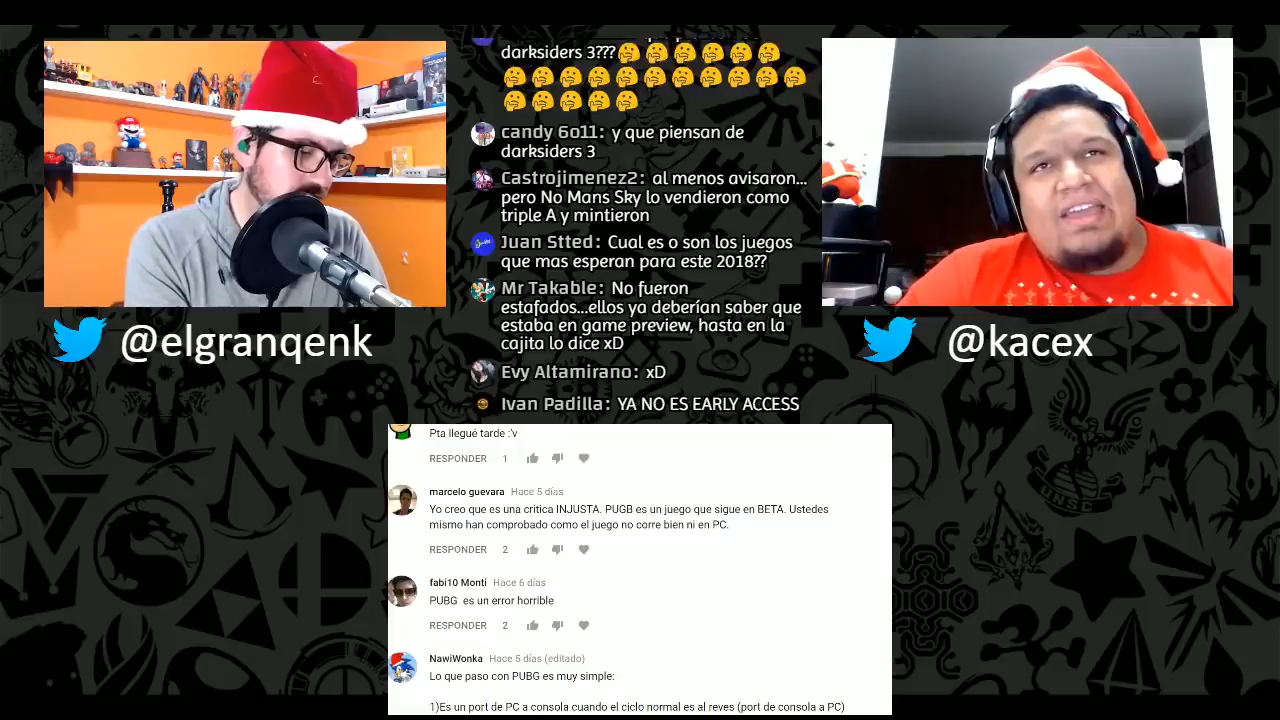 darksiders 3???
candy 6o11: y que piensan de
darksiders 3
Castrojimenez2: al menos avisaron...
pero No Mans Sky lo vendieron como
triple A y mintieron
Juan Stted: Cual es o son los juegos
que mas esperan para este 2018??
Mr Takable: No fueron
estafados...ellos ya deberían saber que
estaba en game preview, hasta en la
cajita lo dice xD
Evy Altamirano: xD
Ivan Padilla: YA NO ES EARLY ACCESS
@elgranqenk
@kacex
Pta llegué tarde :'v
RESPONDER 1
marcelo guevara Hace 5 días
Yo creo que es una critica INJUSTA. PUGB es un juego que sigue en BETA. Ustedes
mismo han comprobado como el juego no corre bien ni en PC.
RESPONDER 2
fabi10 Monti Hace 6 días
PUBG es un error horrible
RESPONDER 2
NawiWonka Hace 5 días (editado)
Lo que paso con PUBG es muy simple:
1)Es un port de PC a consola cuando el ciclo normal es al reves (port de consola a PC)
UNSC